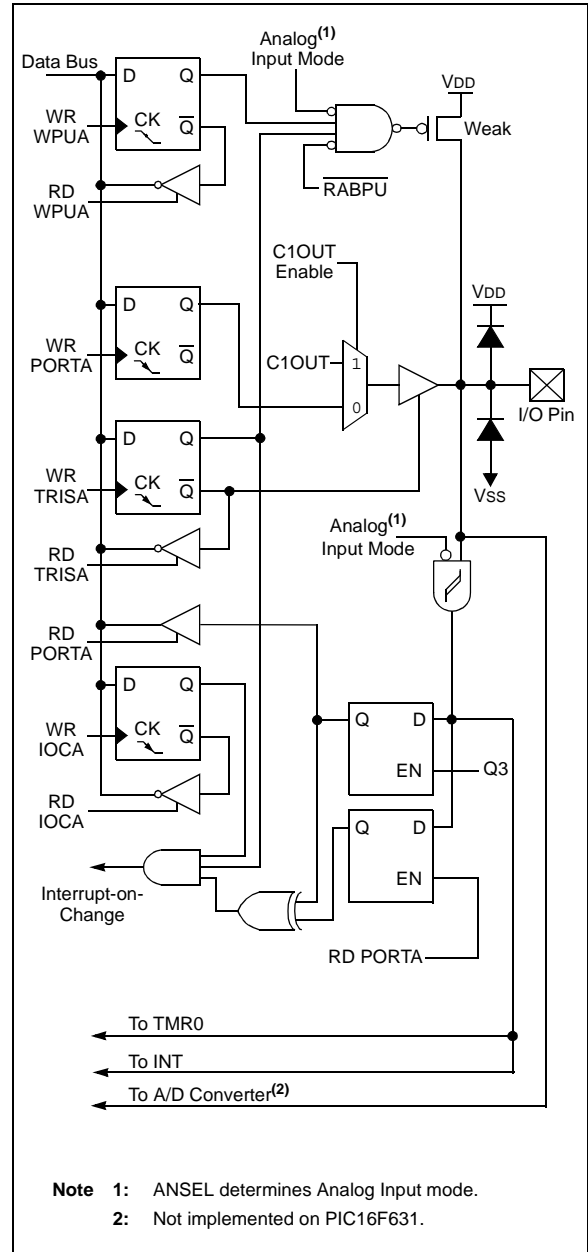 Analog(1)
Input Mode
Data Bus
D Q
VDD
WR
WPUA
CK Q
Weak
RD
WPUA
RABPU
C1OUT
Enable
D Q
VDD
WR
PORTA
CK Q
C1OUT
1
0
I/O Pin
D Q
WR
TRISA
CK Q
VSS
Analog(1)
Input Mode
RD
TRISA
RD
PORTA
D Q
WR
IOCA
CK Q
Q D
EN
Q3
RD
IOCA
Q D
EN
Interrupt-on-
Change
RD PORTA
To TMR0
To INT
To A/D Converter(2)
Note 1: ANSEL determines Analog Input mode.
2: Not implemented on PIC16F631.